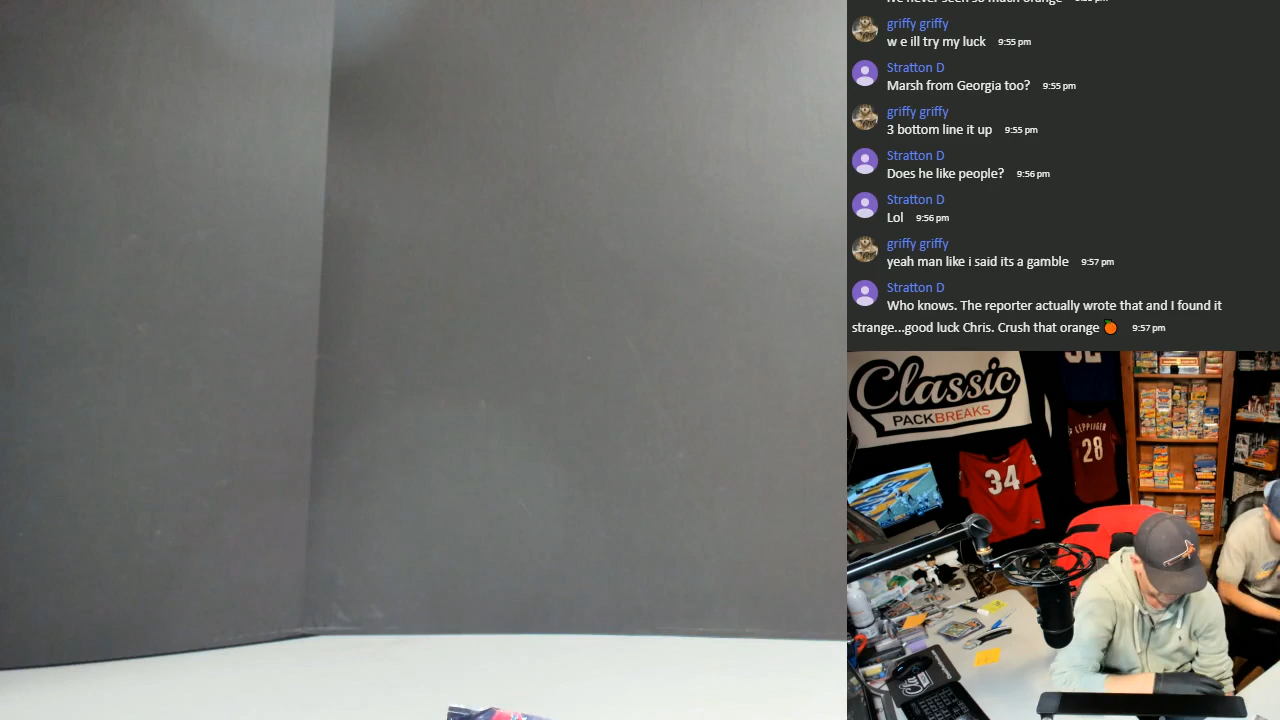 griffy griffy
w e ill try my luck 9:55 pm
Stratton D
Marsh from Georgia too? 9:55 pm
griffy griffy
3 bottom line it up 9:55 pm
Stratton D
Does he like people? 9:56 pm
Stratton D
Lol 9:56 pm
griffy griffy
yeah man like i said its a gamble 9:57 pm
Stratton D
Who knows. The reporter actually wrote that and I found it
strange...good luck Chris. Crush that orange 🍊 9:57 pm
Classic
PACKBREAKS
34
LEPPINGER
28